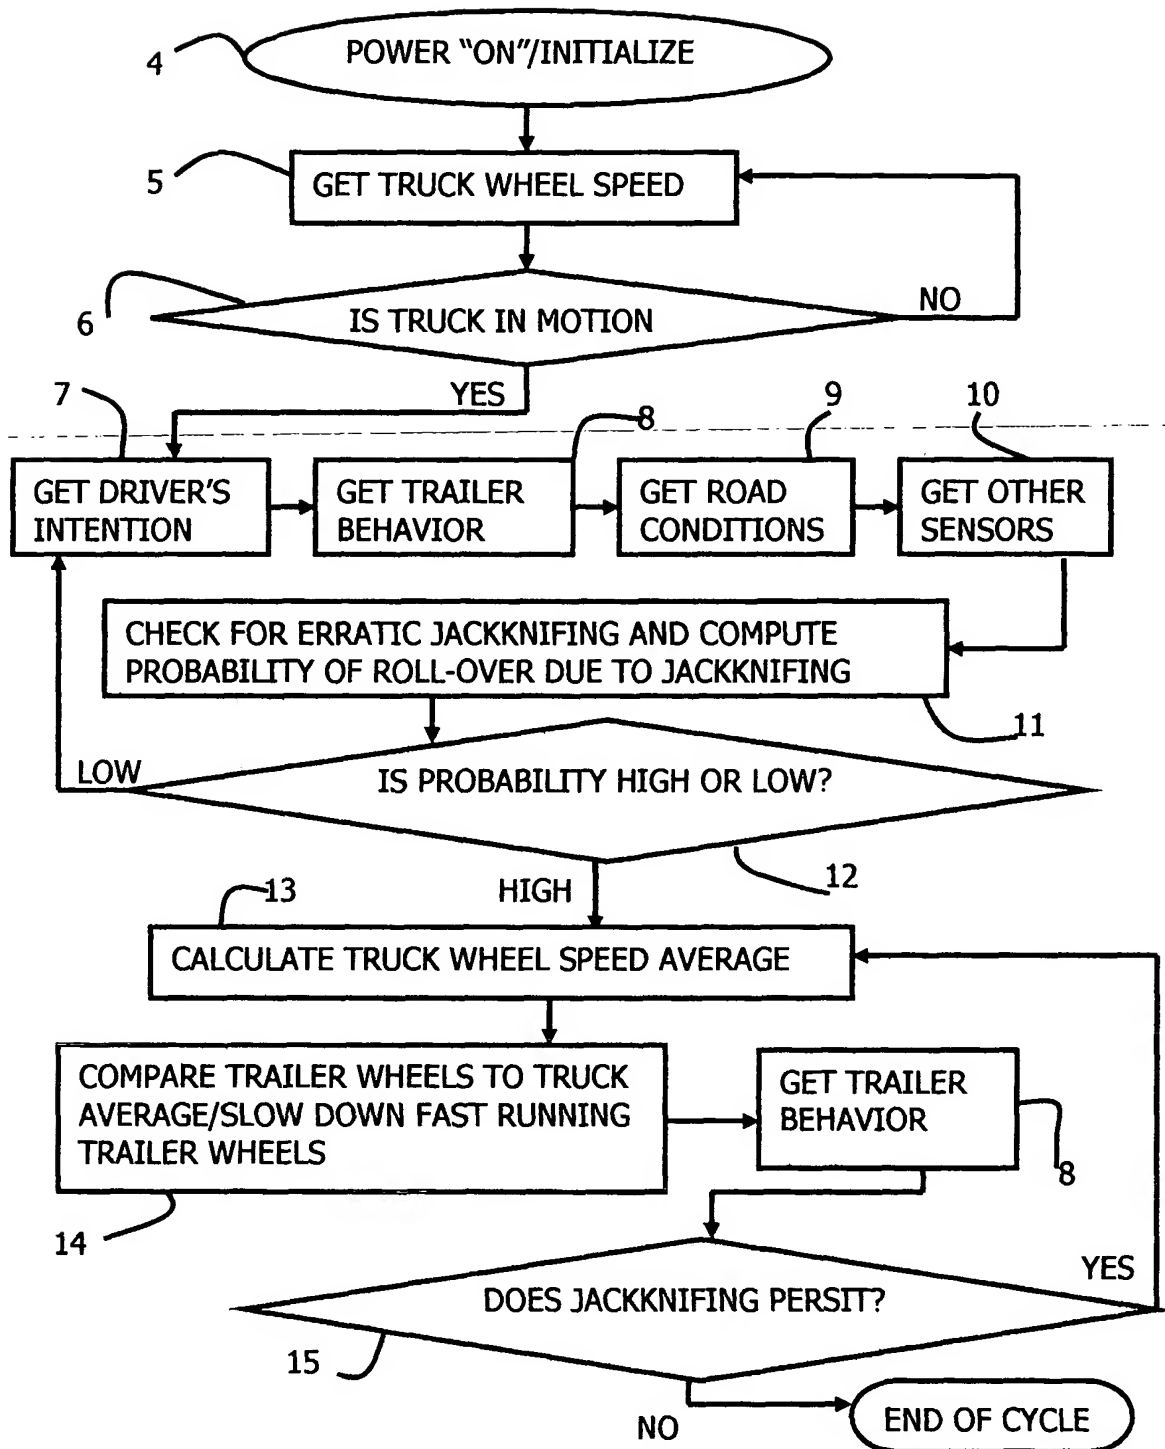 POWER “ON”/INITIALIZE
4
GET TRUCK WHEEL SPEED
5
IS TRUCK IN MOTION
NO
6
YES
7
8
9
10
GET DRIVER'S
INTENTION
GET TRAILER
BEHAVIOR
GET ROAD
CONDITIONS
GET OTHER
SENSORS
CHECK FOR ERRATIC JACKKNIFING AND COMPUTE
PROBABILITY OF ROLL-OVER DUE TO JACKKNIFING
11
LOW
IS PROBABILITY HIGH OR LOW?
12
HIGH
13
CALCULATE TRUCK WHEEL SPEED AVERAGE
COMPARE TRAILER WHEELS TO TRUCK
AVERAGE/SLOW DOWN FAST RUNNING
TRAILER WHEELS
14
GET TRAILER
BEHAVIOR
8
YES
DOES JACKKNIFING PERSIT?
15
NO
END OF CYCLE